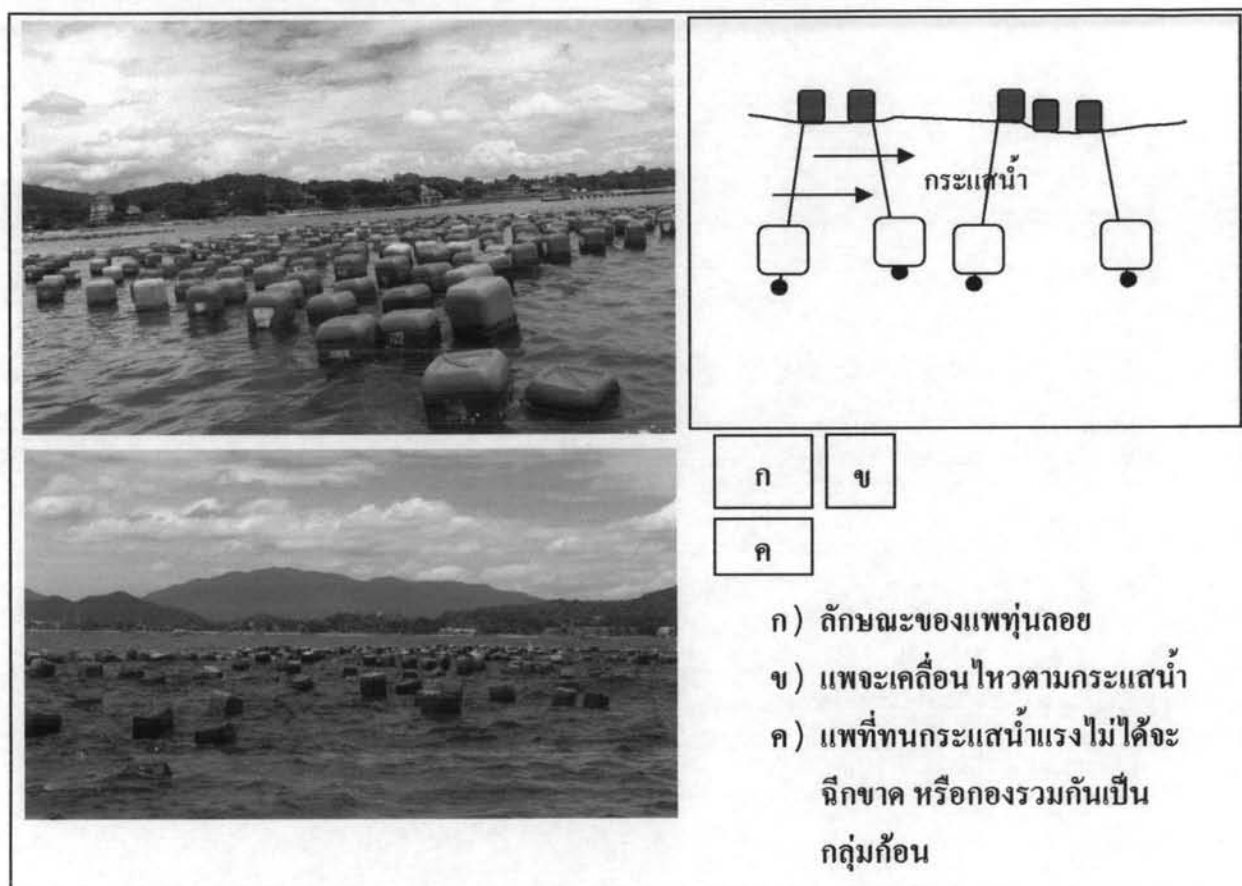 กระแสน้ำ
ก ข
ค
ก) ลักษณะของแพทุ่นลอย
ข) แพจะเคลื่อนไหวตามกระแสน้ำ
ค) แพที่ทนกระแสน้ำแรงไม่ได้จะ
ฉีกขาด หรือกองรวมกันเป็น
กลุ่มก้อน